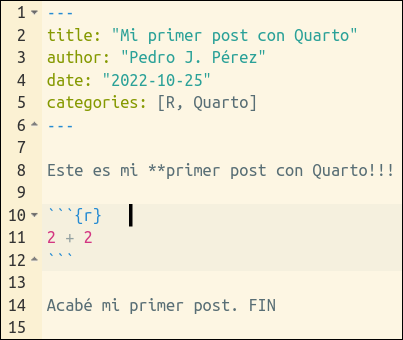 1 ---
2 title: "Mi primer post con Quarto"
3 author: "Pedro J. Pérez"
4 date: "2022-10-25"
5 categories: [R, Quarto]
6 ---
7
8 Este es mi **primer post con Quarto!!!
9
10 ```{r}
11 2 + 2
12 ```
13
14 Acabé mi primer post. FIN
15